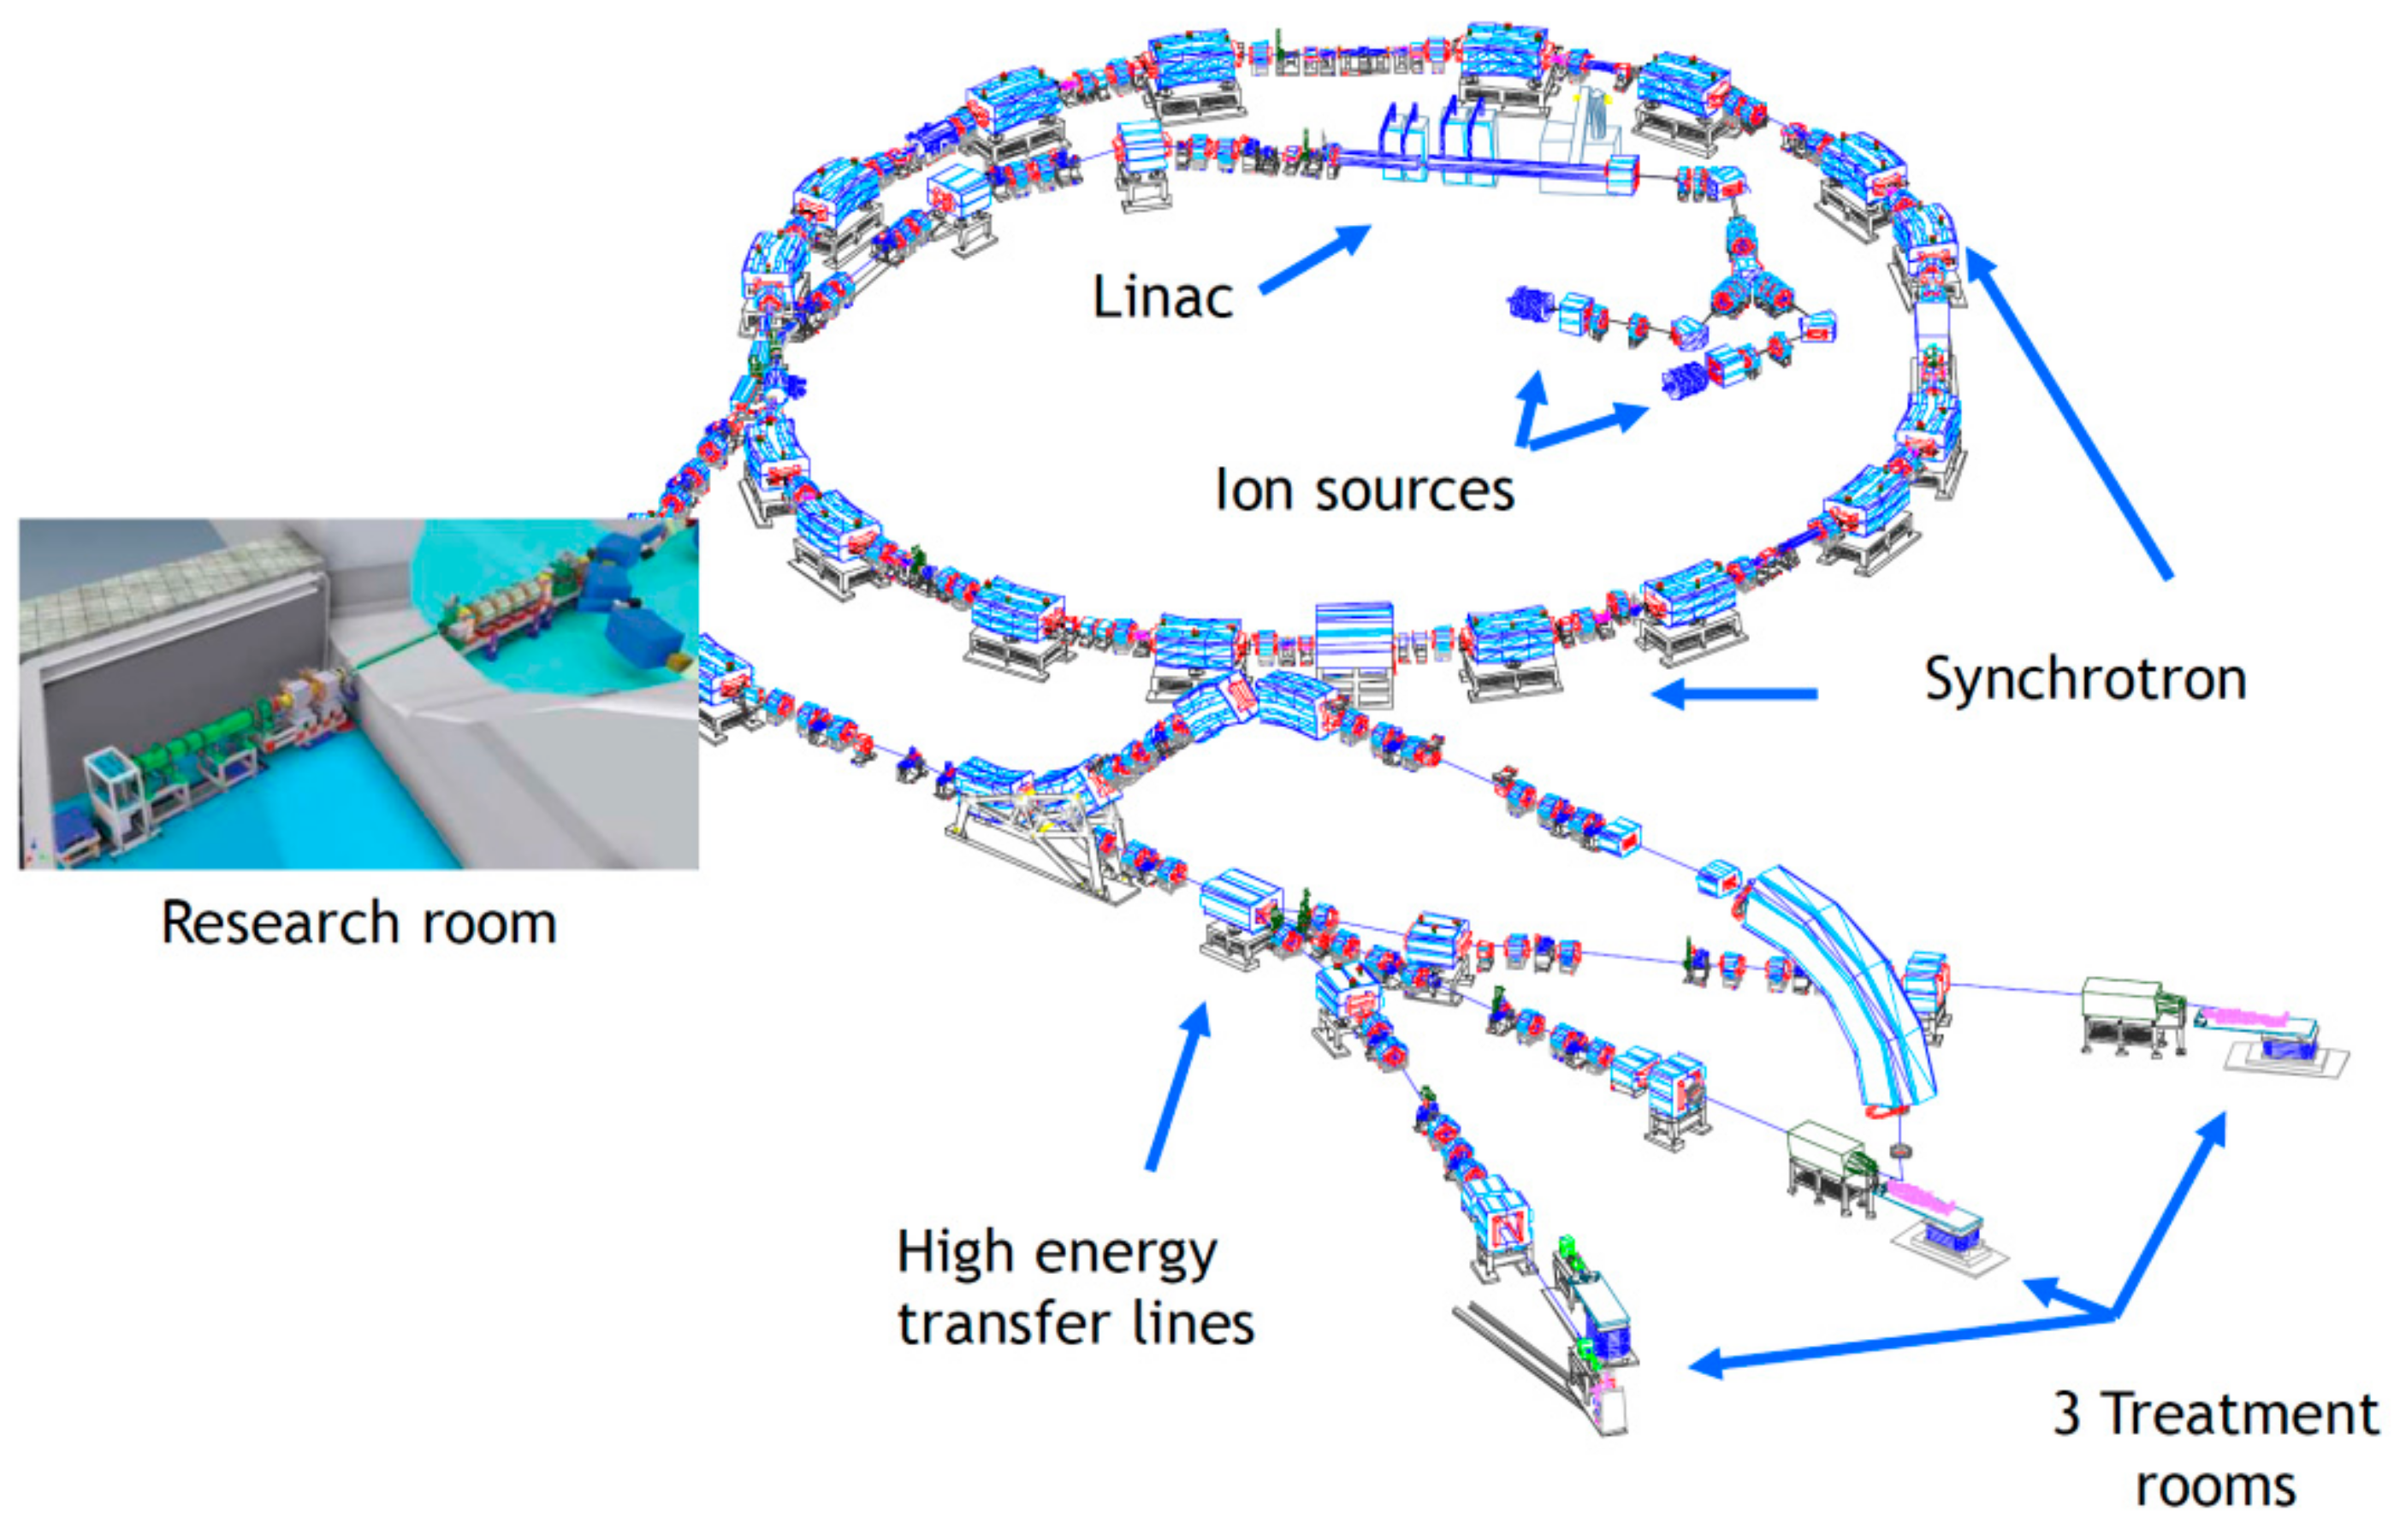 Linac
Ion sources
Synchrotron
Research room
High energy
transfer lines
3 Treatment
rooms